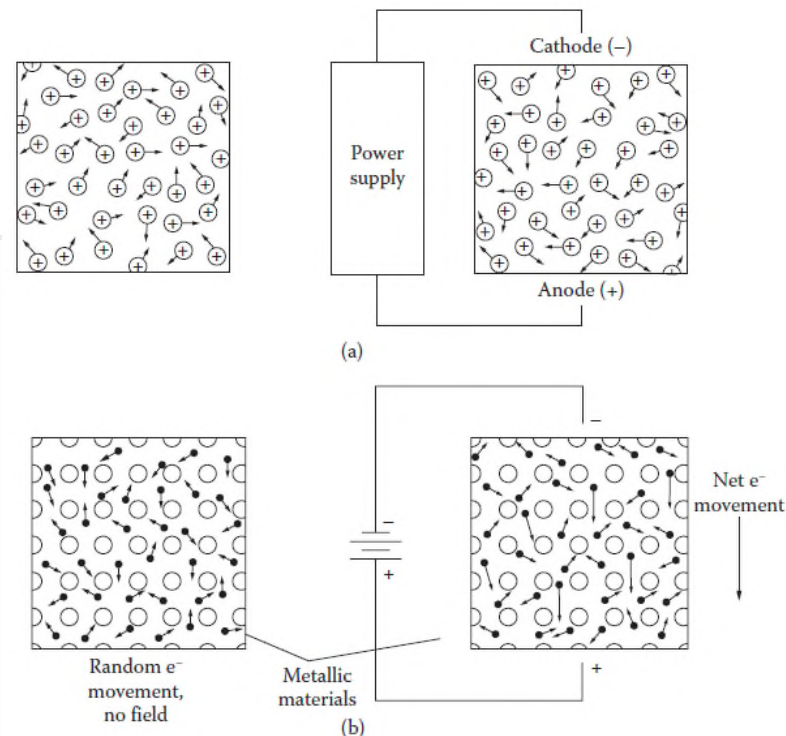 Cathode (–)
Power
supply
Anode (+)
(a)
–
Net e⁻
movement
–
+
+
Random e⁻
movement,
no field
Metallic
materials
(b)